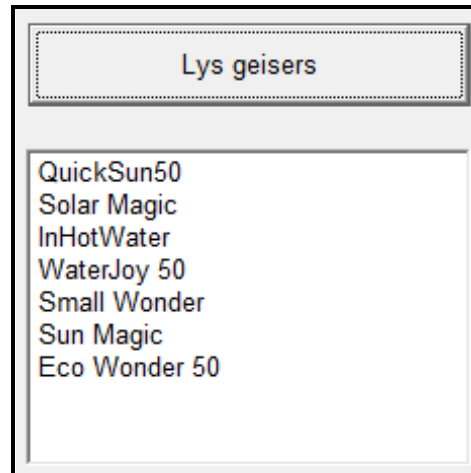 Lys geisers
QuickSun50
Solar Magic
InHotWater
WaterJoy 50
Small Wonder
Sun Magic
Eco Wonder 50